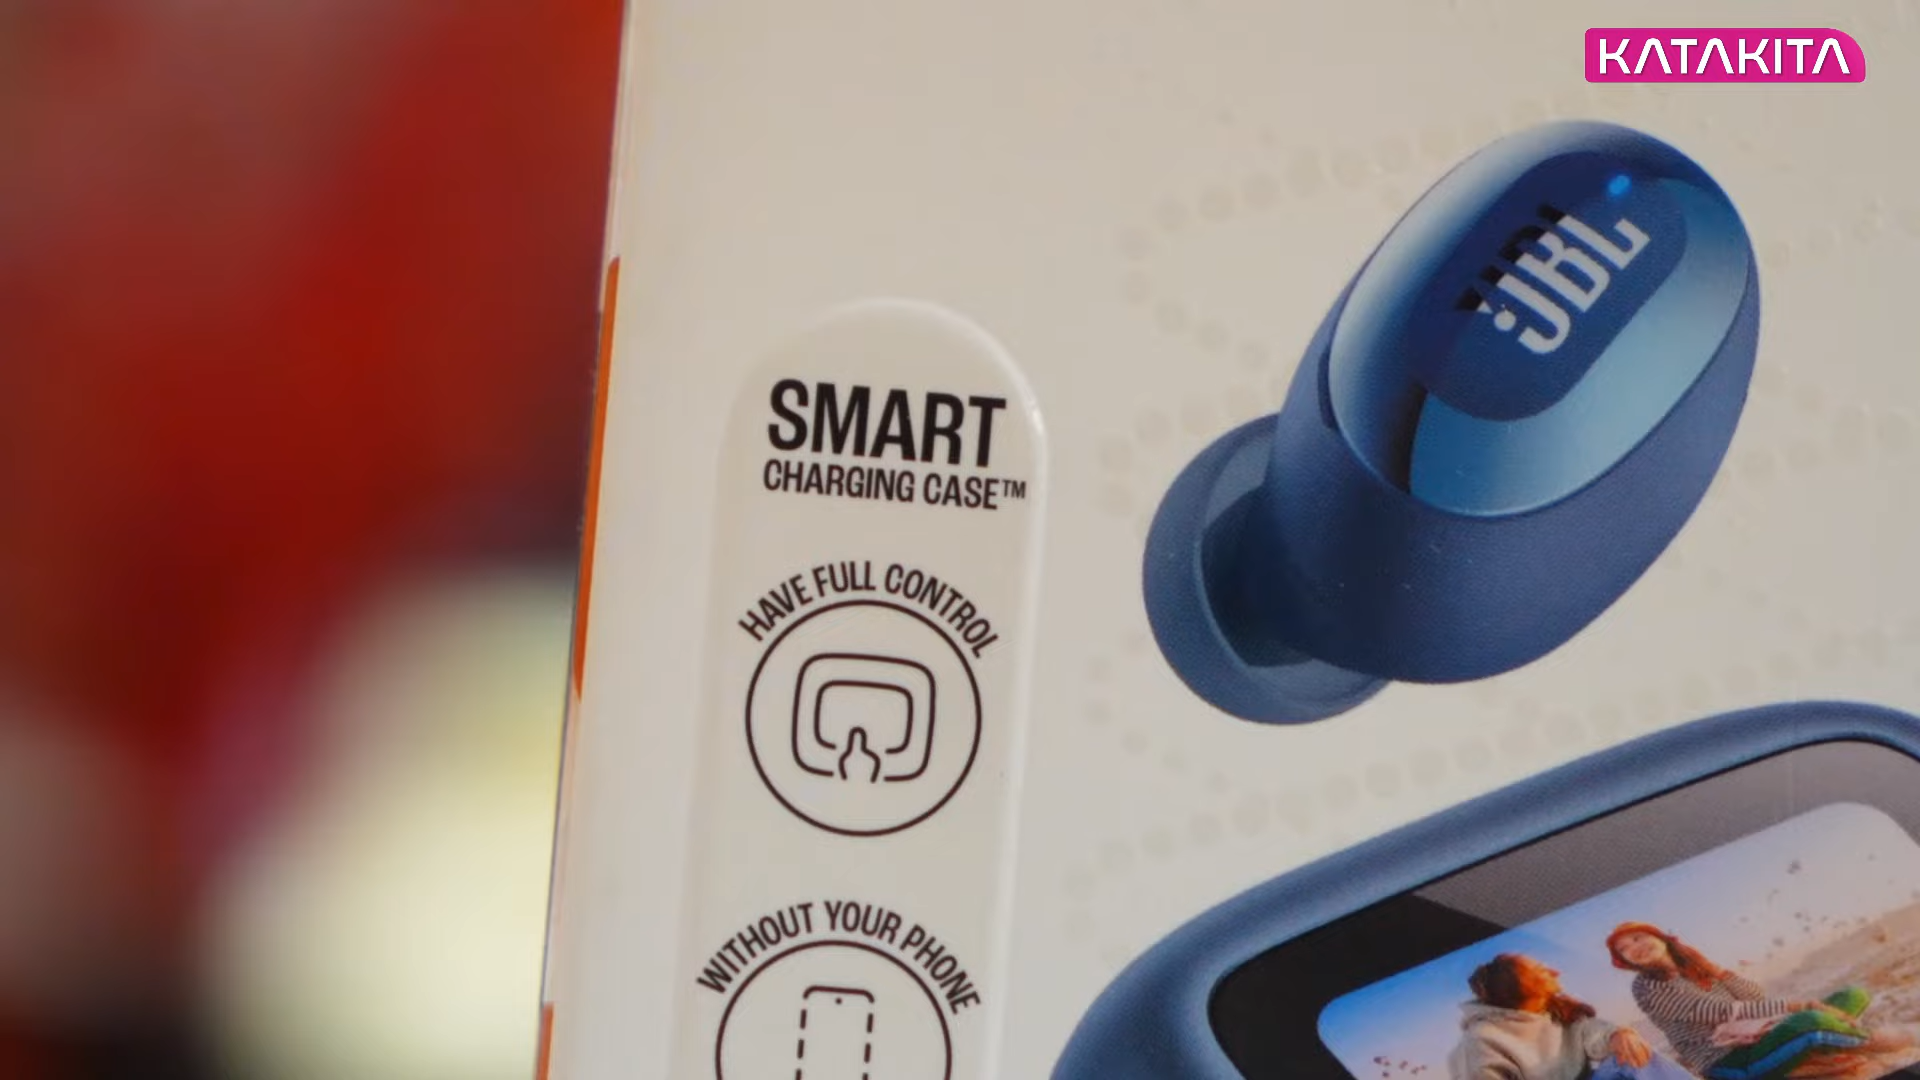 KATAKITA
JBL
SMART
CHARGING CASE™
HAVE FULL CONTROL
WITHOUT YOUR PHONE